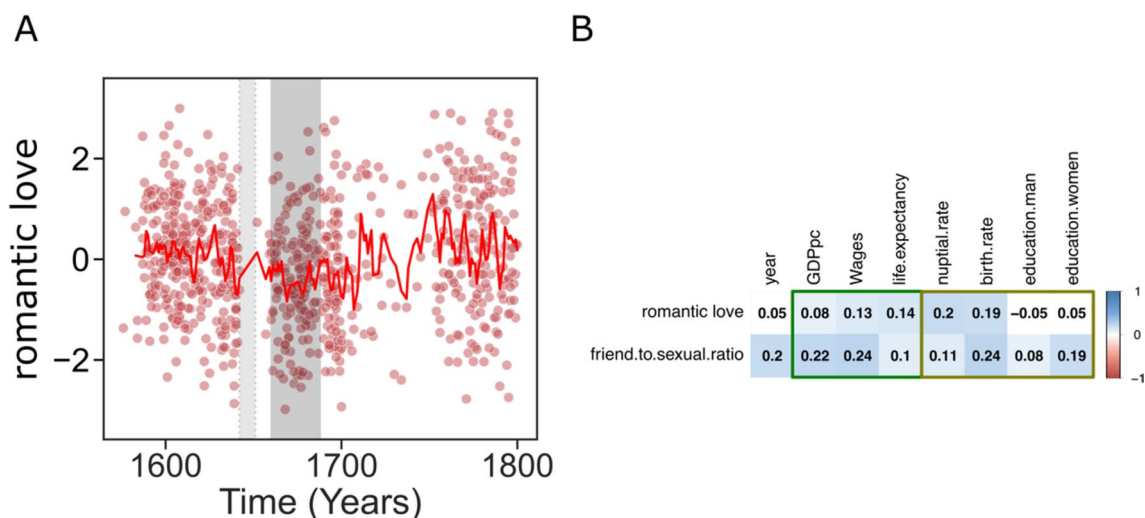 A
B
romantic love
2
0
−2
1600
1700
1800
Time (Years)
year
GDPpc
Wages
life.expectancy
nuptial.rate
birth.rate
education.man
education.women
romantic love 0.05 0.08 0.13 0.14 0.2 0.19 −0.05 0.05
friend.to.sexual.ratio 0.2 0.22 0.24 0.1 0.11 0.24 0.08 0.19
1
0
−1